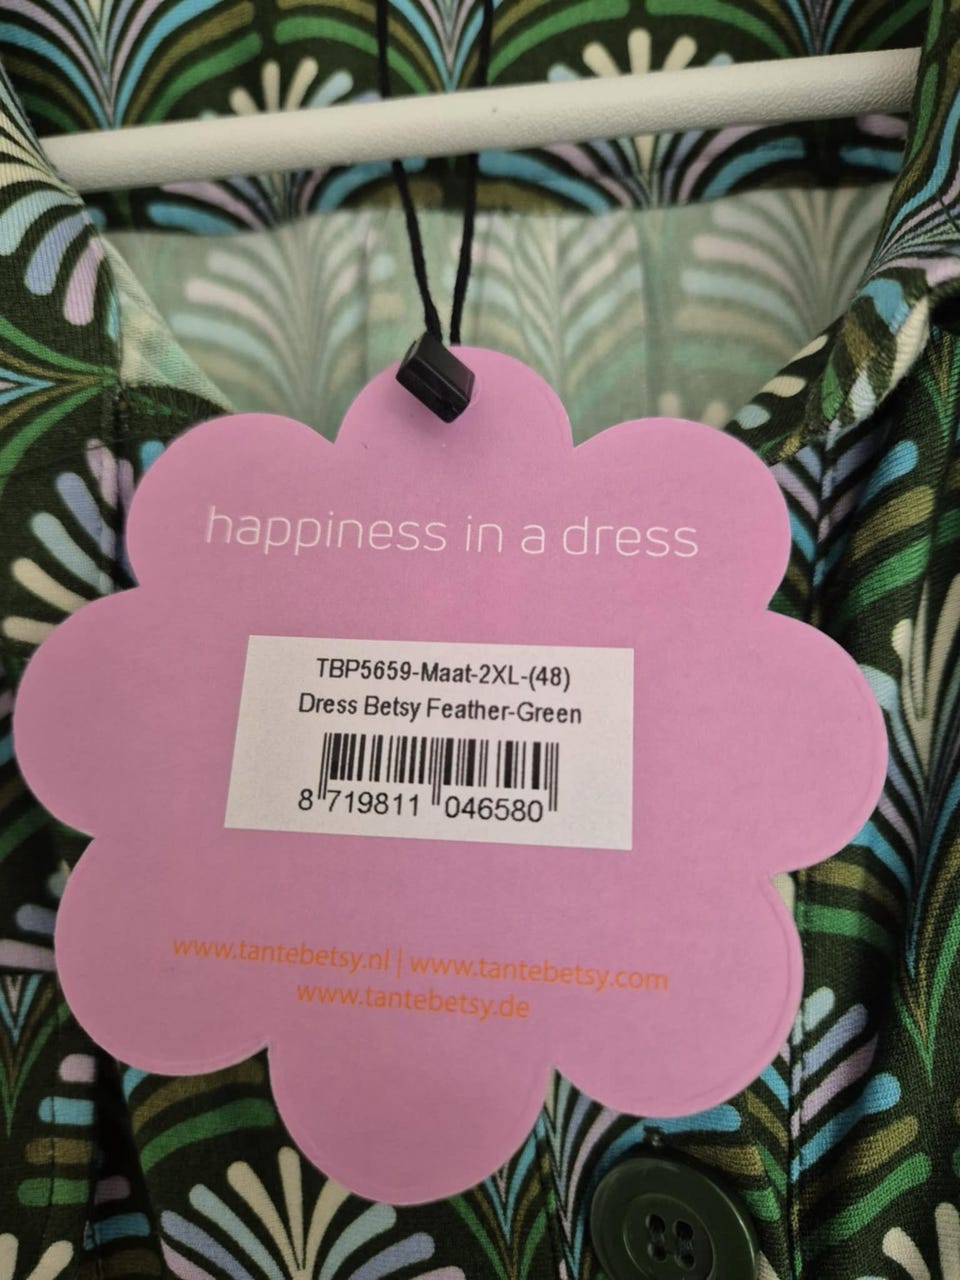 happiness in a dress
TBP5659-Maat-2XL-(48)
Dress Betsy Feather-Green
8 719811 046580
www.tantebetsy.nl | www.tantebetsy.com
www.tantebetsy.de